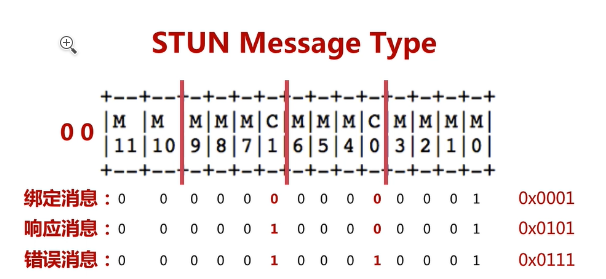 STUN Message Type
+--+--+-+-+-+-+-+-+-+-+-+-+-+-+
0 0 |M |M |M|M|M|C|M|M|M|C|M|M|M|M|
|11|10|9|8|7|1|6|5|4|0|3|2|1|0|
+--+--+-+-+-+-+-+-+-+-+-+-+-+-+
绑定消息：0 0 0 0 0 0 0 0 0 0 0 0 0 1 0x0001
响应消息：0 0 0 0 0 1 0 0 0 0 0 0 0 1 0x0101
错误消息：0 0 0 0 0 1 0 0 0 1 0 0 0 1 0x0111